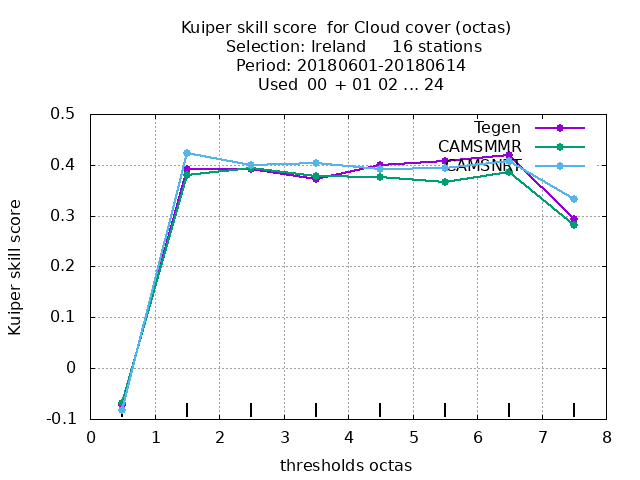 Kuiper skill score  for Cloud cover (octas)
Selection: Ireland     16 stations
Period: 20180601-20180614
Used  00  + 01 02 ... 24
Tegen
CAMSMMR
CAMSNRT
0.5
0.4
0.3
0.2
0.1
0
-0.1
Kuiper skill score
0 1 2 3 4 5 6 7 8
thresholds octas